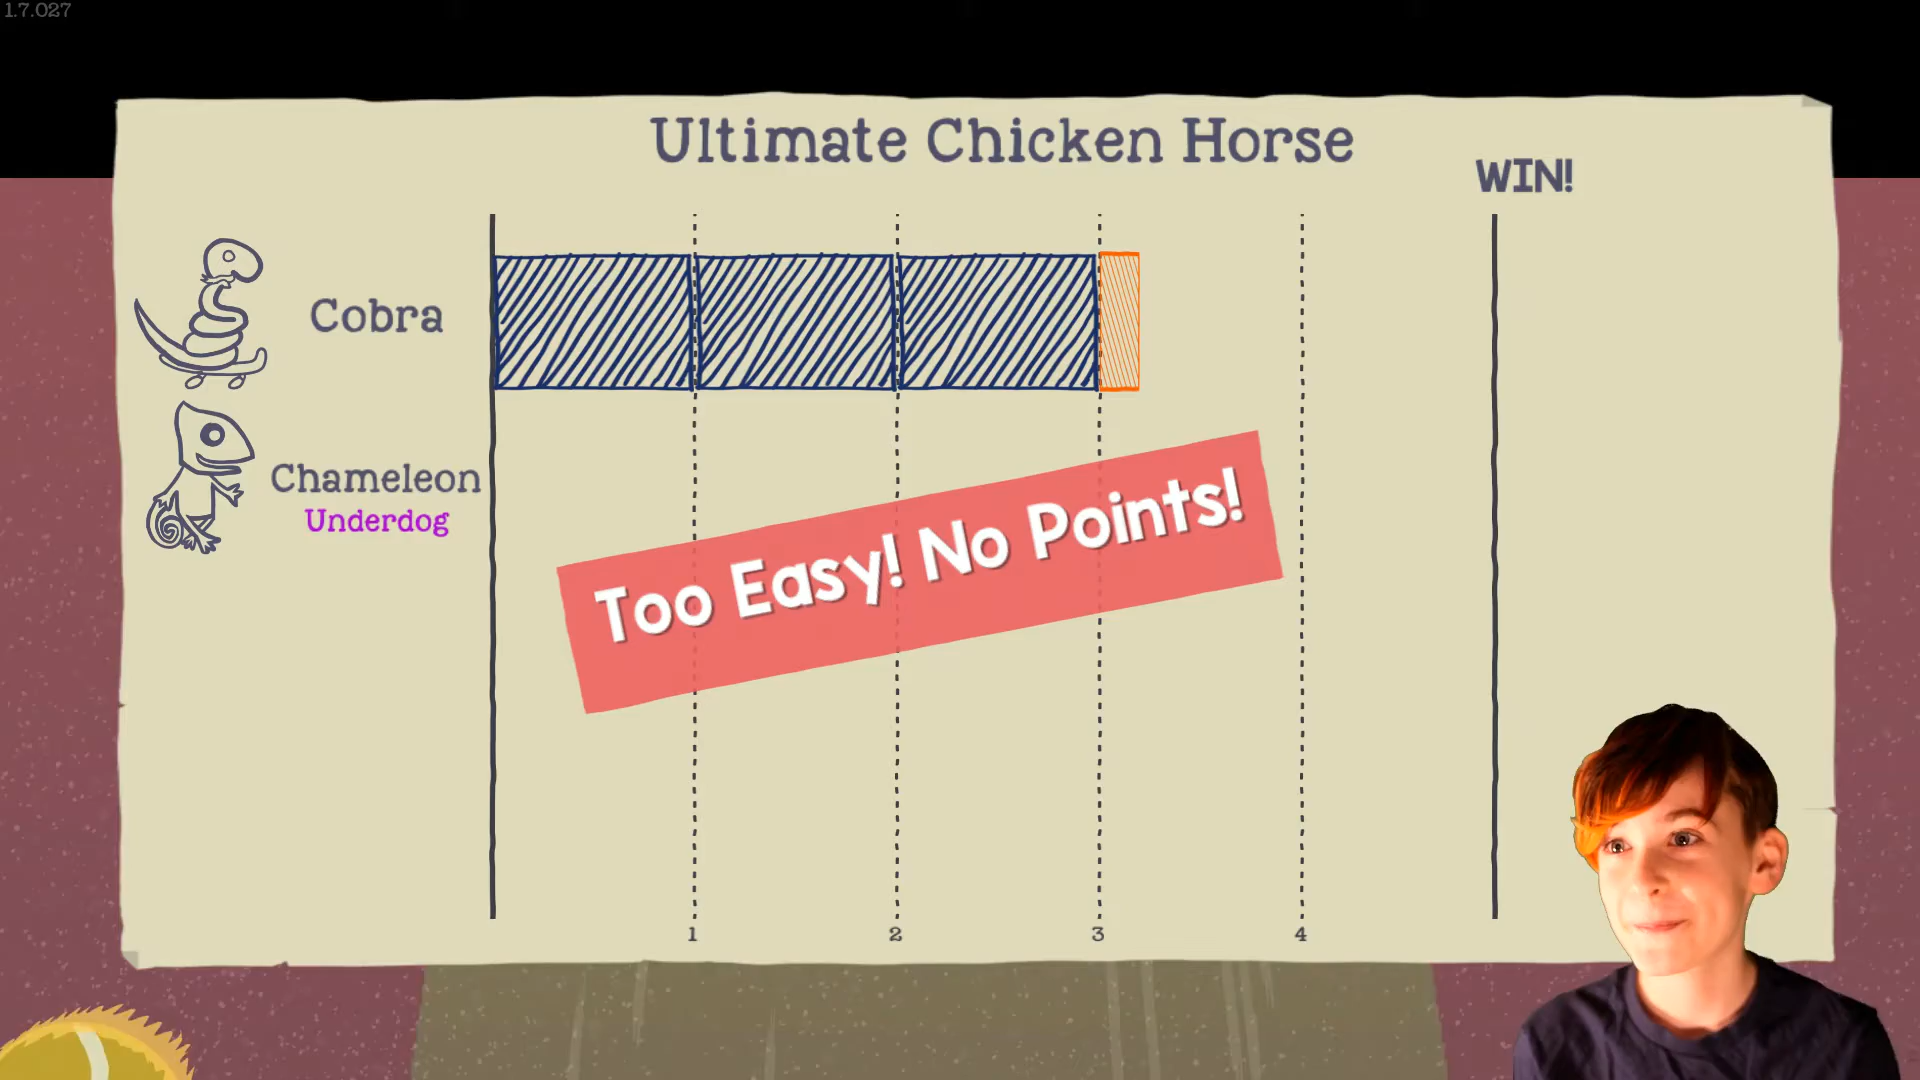 1.7.027
Ultimate Chicken Horse
WIN!
Cobra
Chameleon
Underdog
Too Easy! No Points!
1 2 3 4